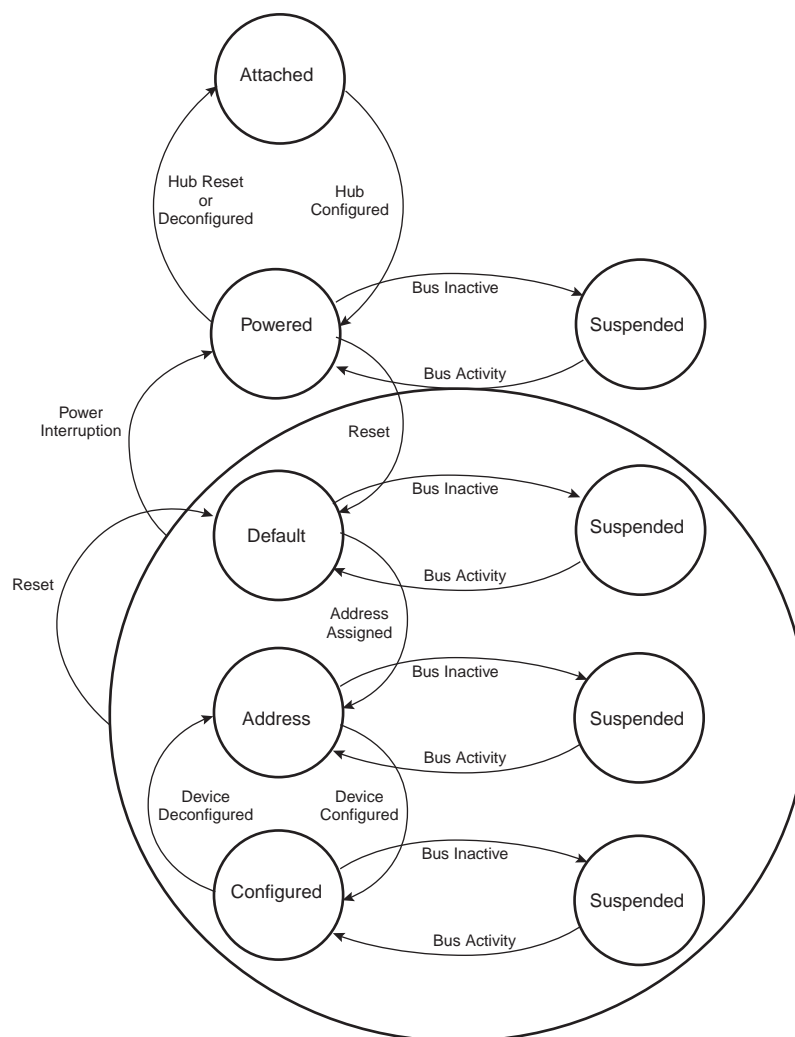 Attached
Hub Reset
or
Deconfigured
Hub
Configured
Powered
Bus Inactive
Suspended
Bus Activity
Power
Interruption
Reset
Bus Inactive
Default
Suspended
Bus Activity
Reset
Address
Assigned
Bus Inactive
Address
Suspended
Bus Activity
Device
Deconfigured
Device
Configured
Bus Inactive
Configured
Suspended
Bus Activity